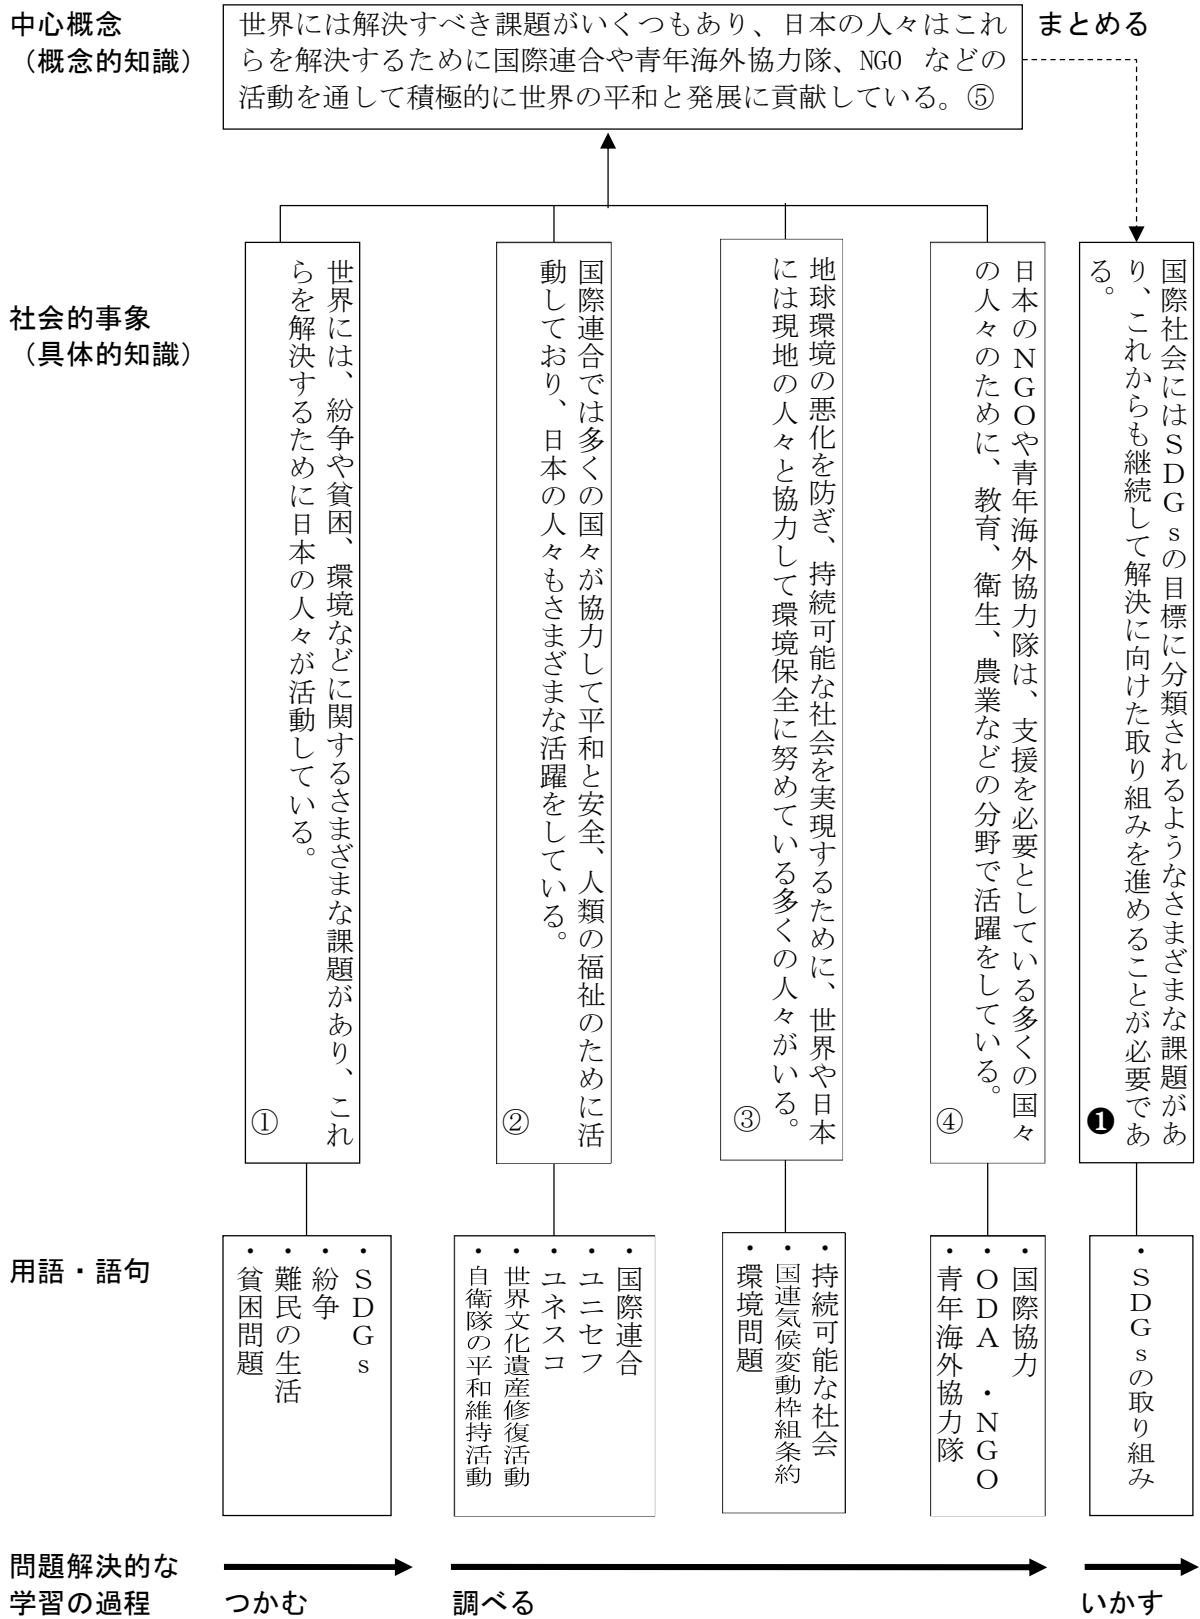 中心概念
（概念的知識）
世界には解決すべき課題がいくつもあり、日本の人々はこれ
らを解決するために国際連合や青年海外協力隊、NGO などの
活動を通して積極的に世界の平和と発展に貢献している。⑤
まとめる
社会的事象
（具体的知識）
世界には、紛争や貧困、環境などに関するさまざまな課題があり、これ
らを解決するために日本の人々が活動している。
①
国際連合では多くの国々が協力して平和と安全、人類の福祉のために活
動しており、日本の人々もさまざまな活躍をしている。
②
地球環境の悪化を防ぎ、持続可能な社会を実現するために、世界や日本
には現地の人々と協力して環境保全に努めている多くの人々がいる。
③
日本のNGOや青年海外協力隊は、支援を必要としている多くの国々
の人々のために、教育、衛生、農業などの分野で活躍をしている。
④
国際社会にはSDGsの目標に分類されるようなさまざまな課題があ
り、これからも継続して解決に向けた取り組みを進めることが必要であ
る。
❶
用語・語句
・SDGs
・紛争
・難民の生活
・貧困問題
・国際連合
・ユニセフ
・ユネスコ
・世界文化遺産修復活動
・自衛隊の平和維持活動
・持続可能な社会
・国連気候変動枠組条約
・環境問題
・国際協力
・ODA・NGO
・青年海外協力隊
・SDGsの取り組み
問題解決的な
学習の過程
つかむ
調べる
いかす